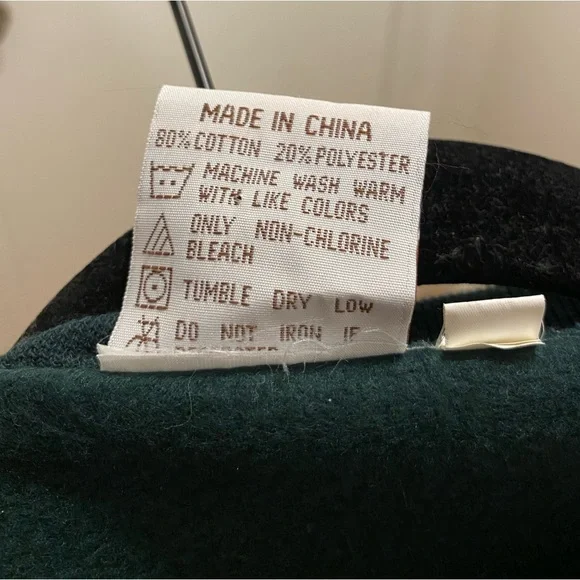 MADE IN CHINA
80% COTTON 20% POLYESTER
MACHINE WASH WARM
WITH LIKE COLORS
ONLY NON-CHLORINE
BLEACH
TUMBLE DRY LOW
DO NOT IRON IF